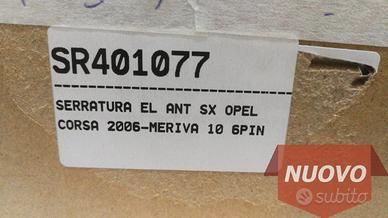 SR401077
SERRATURA EL ANT SX OPEL
CORSA 2006-MERIVA 10 6PIN
NUOVO
subito